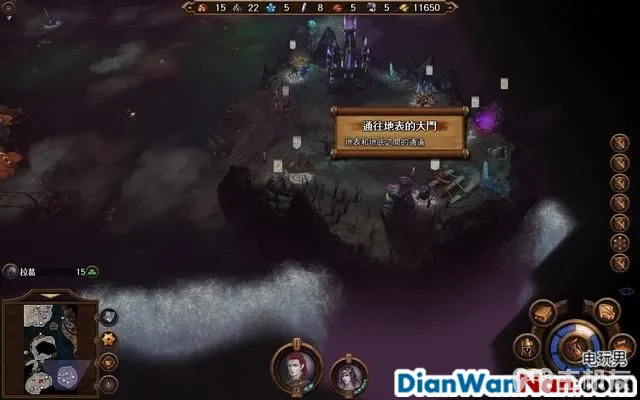 15 22 5 8 5 5 11650
通往地表的大門
地表和地底之間的通道
拉葛 15
电玩男
DianWanNan.com